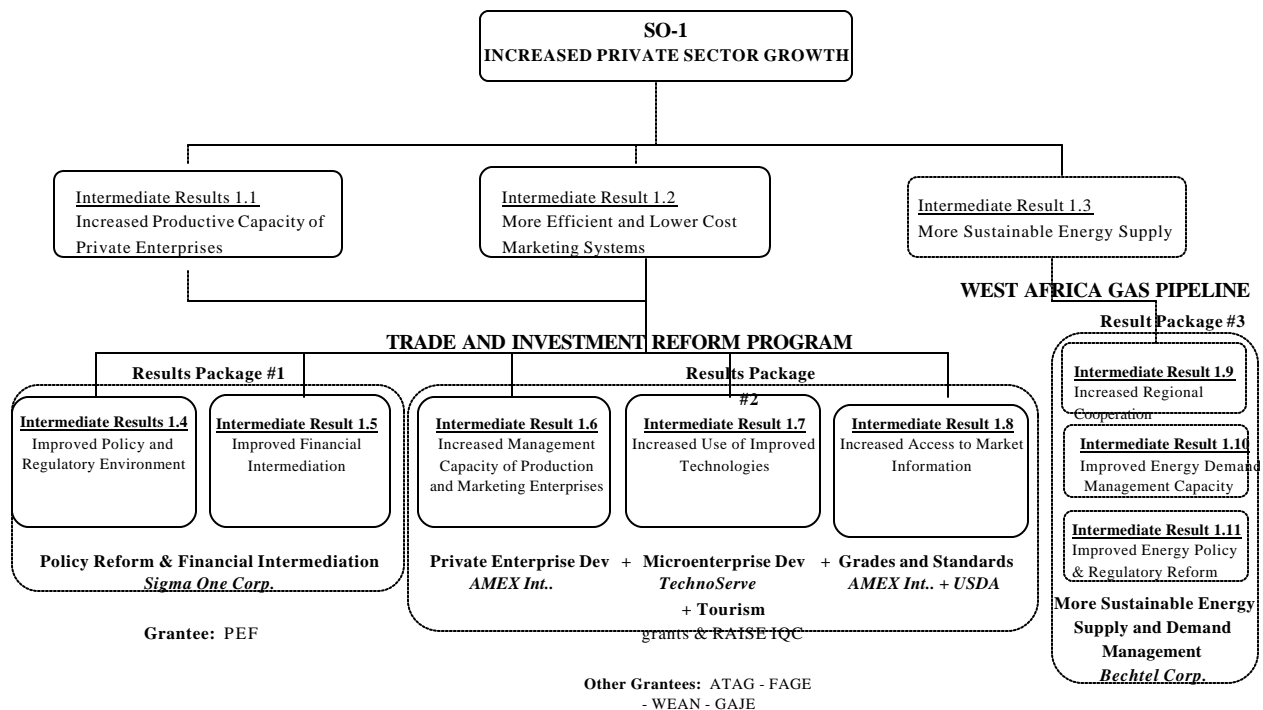 SO-1
INCREASED PRIVATE SECTOR GROWTH
Intermediate Results 1.1
Increased Productive Capacity of
Private Enterprises
Intermediate Result 1.2
More Efficient and Lower Cost
Marketing Systems
Intermediate Result 1.3
More Sustainable Energy Supply
WEST AFRICA GAS PIPELINE
TRADE AND INVESTMENT REFORM PROGRAM
Results Package #1
Intermediate Results 1.4
Improved Policy and
Regulatory Environment
Intermediate Result 1.5
Improved Financial
Intermediation
Policy Reform & Financial Intermediation
Sigma One Corp.
Grantee: PEF
Results Package
#2
Intermediate Result 1.6
Increased Management
Capacity of Production
and Marketing Enterprises
Intermediate Result 1.7
Increased Use of Improved
Technologies
Intermediate Result 1.8
Increased Access to Market
Information
Private Enterprise Dev + Microenterprise Dev + Grades and Standards
AMEX Int.. TechnoServe AMEX Int.. + USDA
+ Tourism
grants & RAISE IQC
Other Grantees: ATAG - FAGE
- WEAN - GAJE
Result Package #3
Intermediate Result 1.9
Increased Regional
Cooperation
Intermediate Result 1.10
Improved Energy Demand
Management Capacity
Intermediate Result 1.11
Improved Energy Policy
& Regulatory Reform
More Sustainable Energy
Supply and Demand
Management
Bechtel Corp.